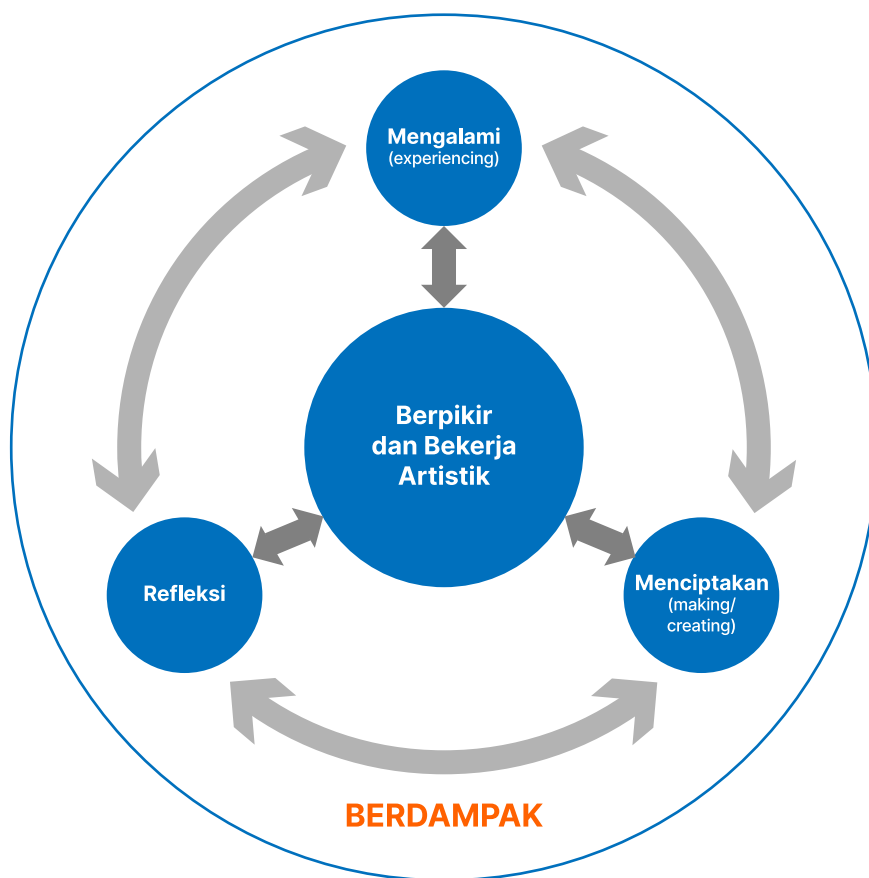 Mengalami
(experiencing)
Berpikir
dan Bekerja
Artistik
Refleksi
Menciptakan
(making/
creating)
BERDAMPAK